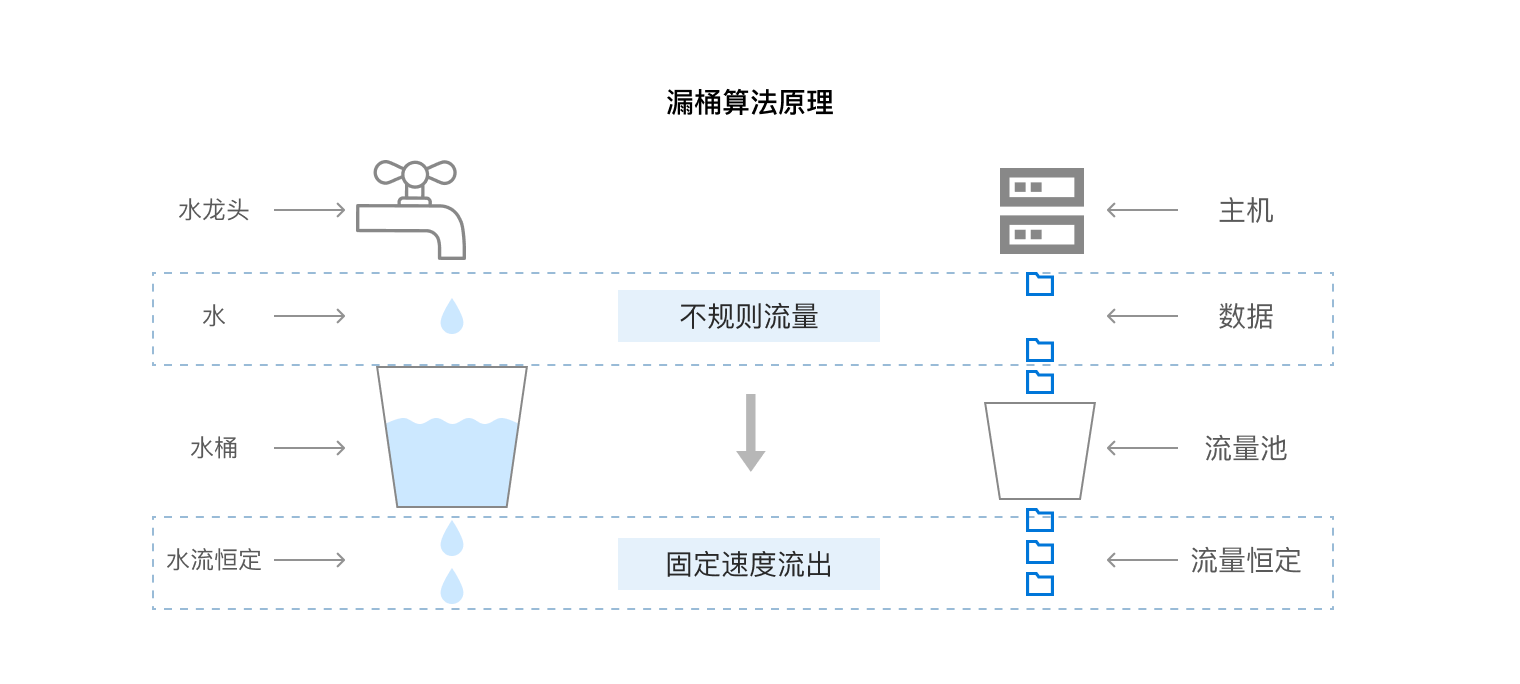 漏桶算法原理
水龙头
主机
水
不规则流量
数据
水桶
流量池
水流恒定
固定速度流出
流量恒定